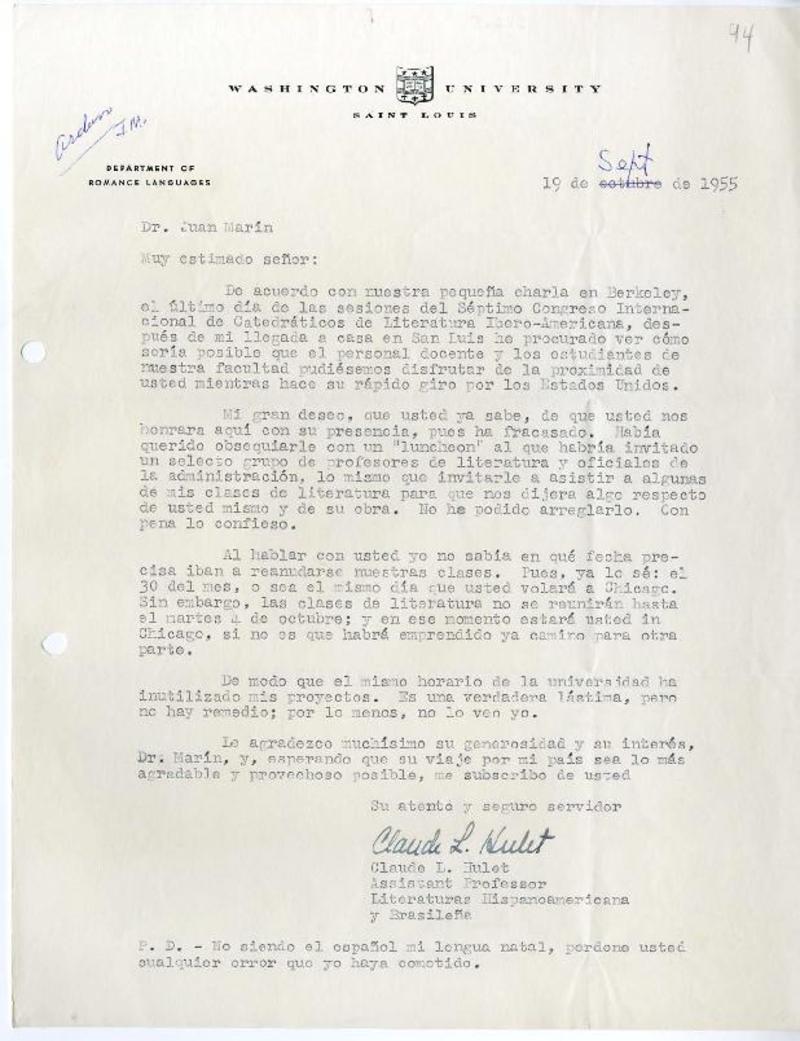 94
WASHINGTON UNIVERSITY
SAINT LOUIS
J.M.
DEPARTMENT OF
ROMANCE LANGUAGES
Sept
19 de octubre de 1955
Dr. Juan Marín
Muy estimado señor:
De acuerdo con nuestra pequeña charla en Berkeley,
el último día de las sesiones del Séptimo Congreso Interna-
cional de Catedráticos de Literatura Ibero-Americana, des-
pués de mi llegada a casa en San Luis he procurado ver cómo
sería posible que el personal docente y los estudiantes de
nuestra facultad pudiésemos disfrutar de la proximidad de
usted mientras hace su rápido giro por los Estados Unidos.
Mi gran deseo, que usted ya sabe, de que usted nos
honrara aquí con su presencia, pues ha fracasado. Había
querido obsequiarle con un "luncheon" al que habría invitado
un selecto grupo de profesores de literatura y oficiales de
la administración, lo mismo que invitarle a asistir a algunas
de mis clases de literatura para que nos dijera algo respecto
de usted mismo y de su obra. No he podido arreglarlo. Con
pena lo confieso.
Al hablar con usted yo no sabía en qué fecha pre-
cisa iban a reanudarse nuestras clases. Pues, ya lo sé: el
30 del mes, o sea el mismo día que usted volará a Chicago.
Sin embargo, las clases de literatura no se reunirán hasta
el martes 4 de octubre; y en ese momento estará usted in
Chicago, si no es que habrá emprendido ya camino para otra
parte.
De modo que el mismo horario de la universidad ha
inutilizado mis proyectos. Es una verdadera lástima, pero
no hay remedio; por lo menos, no lo veo yo.
Le agradezco muchísimo su generosidad y su interés,
Dr. Marín, y, esperando que su viaje por mi país sea lo más
agradable y provechoso posible, me subscribo de usted
Su atento y seguro servidor
Claude L. Hulet
Claude L. Hulet
Assistant Professor
Literaturas Hispanoamericana
y Brasileña
P. D. - No siendo el español mi lengua natal, perdone usted
cualquier error que yo haya cometido.